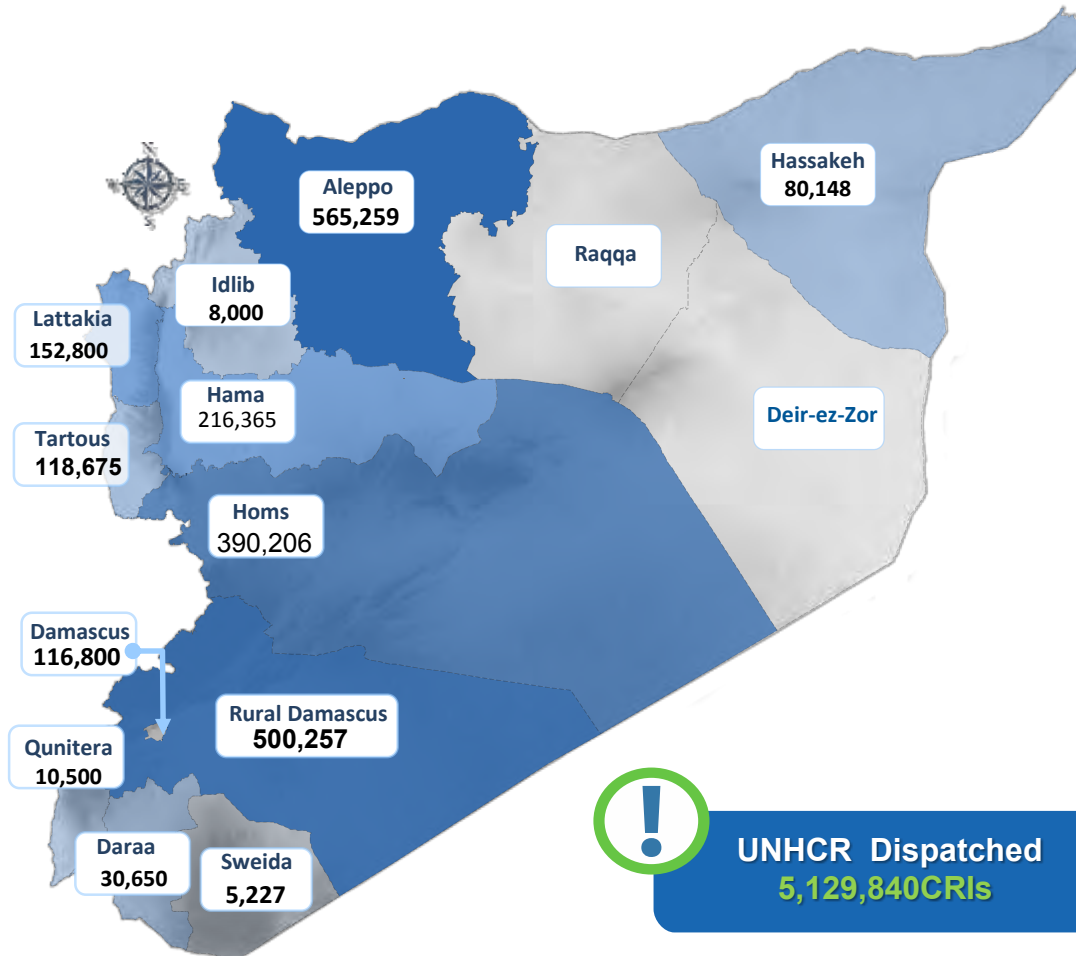 Aleppo
565,259
Hassakeh
80,148
Raqqa
Idlib
8,000
Lattakia
152,800
Hama
216,365
Deir-ez-Zor
Tartous
118,675
Homs
390,206
Damascus
116,800
Rural Damascus
500,257
Qunitera
10,500
Daraa
30,650
Sweida
5,227
UNHCR Dispatched
5,129,840CRIs
N
W
E
S